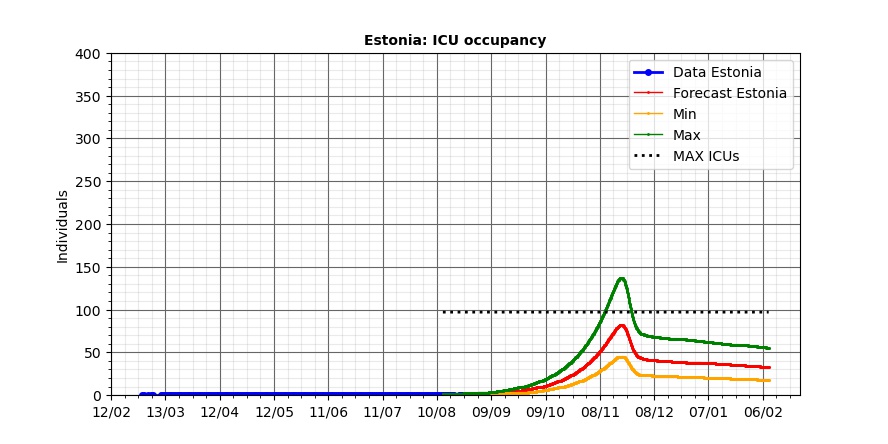 Estonia: ICU occupancy
400
350
300
250
200
150
100
50
0
Individuals
Data Estonia
Forecast Estonia
Min
Max
MAX ICUs
12/02 13/03 12/04 12/05 11/06 11/07 10/08 09/09 09/10 08/11 08/12 07/01 06/02